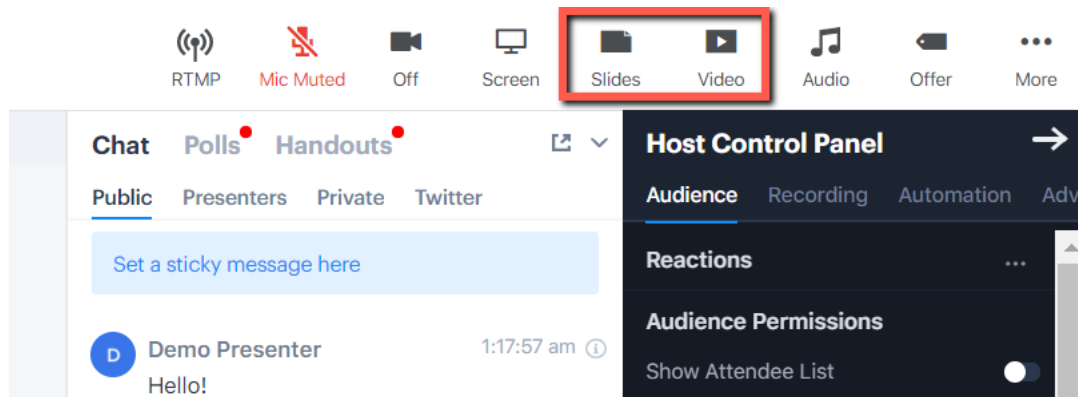 RTMP Mic Muted Off Screen Slides Video Audio Offer More
Chat Polls Handouts
Public Presenters Private Twitter
Set a sticky message here
D Demo Presenter 1:17:57 am
Hello!
Host Control Panel
Audience Recording Automation Adv
Reactions
Audience Permissions
Show Attendee List